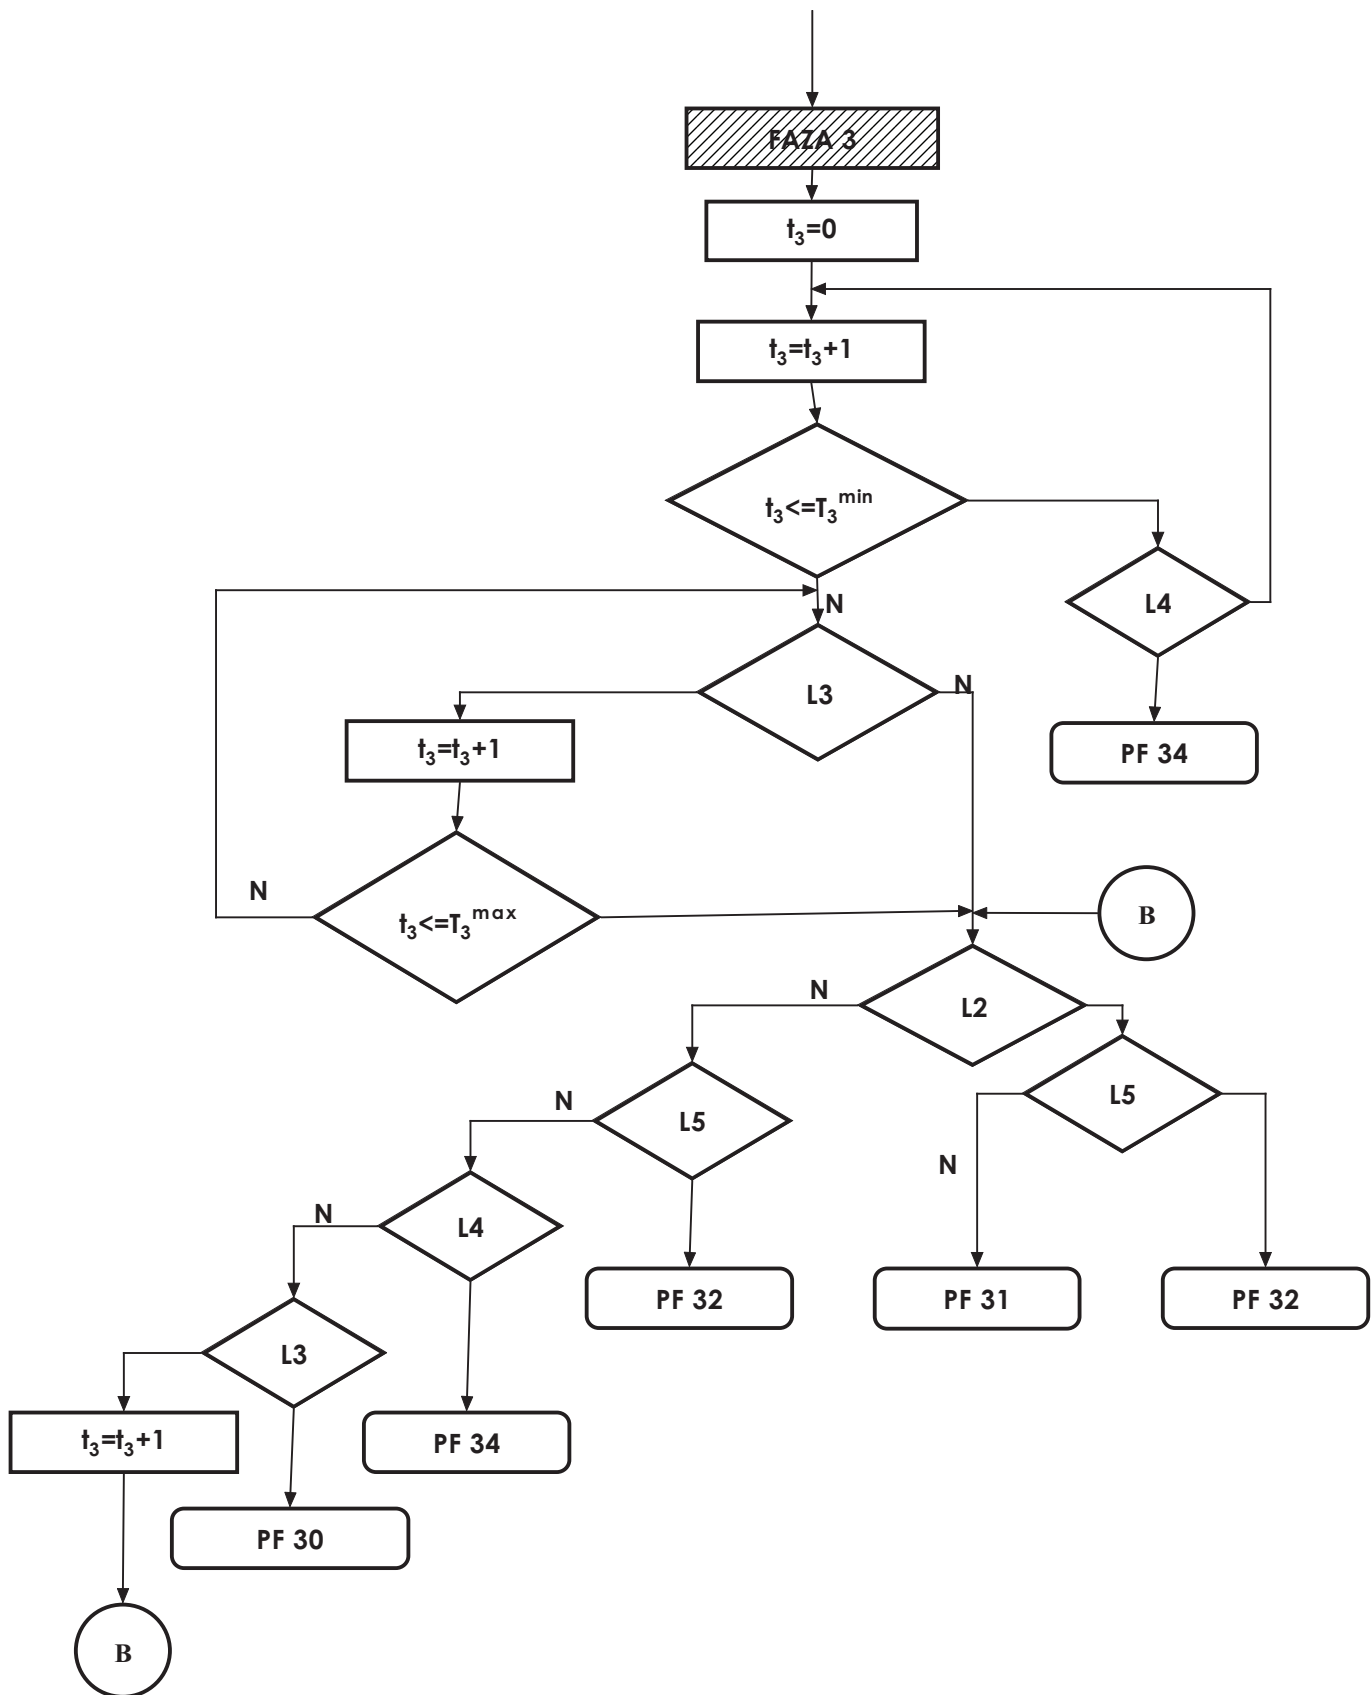 FAZA 3
t₃=0
t₃=t₃+1
t₃<=T₃ᵐⁱⁿ
N
L4
L3
N
t₃=t₃+1
PF 34
N
t₃<=T₃ᵐᵃˣ
B
N
L2
N
L5
L5
N
N
L4
PF 32
PF 31
PF 32
L3
t₃=t₃+1
PF 34
PF 30
B